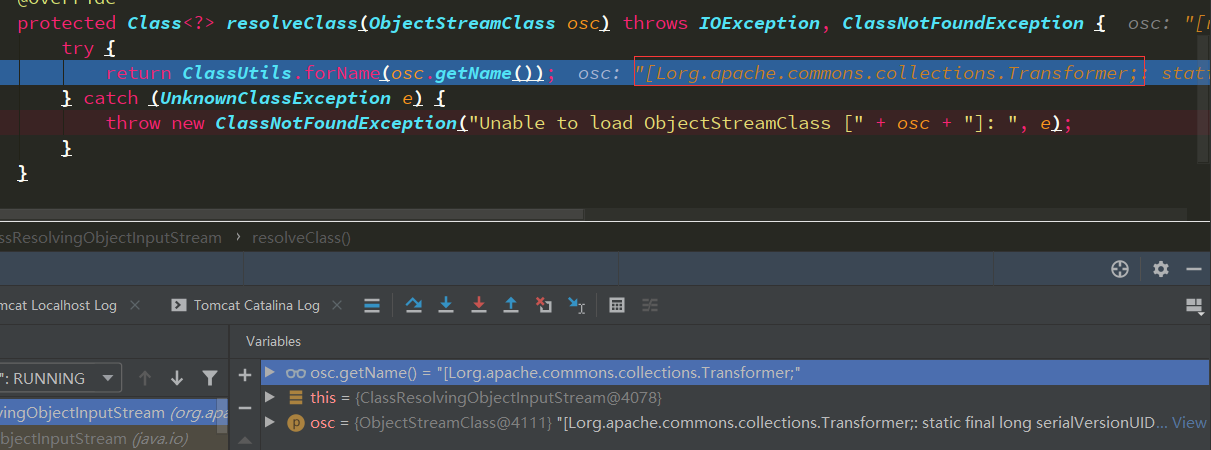 @Override
protected Class<?> resolveClass(ObjectStreamClass osc) throws IOException, ClassNotFoundException { osc: "[
try {
return ClassUtils.forName(osc.getName()); osc: "[Lorg.apache.commons.collections.Transformer;: stati
} catch (UnknownClassException e) {
throw new ClassNotFoundException("Unable to load ObjectStreamClass [" + osc + "]: ", e);
}
}
ssResolvingObjectInputStream › resolveClass()
mcat Localhost Log Tomcat Catalina Log
Variables
": RUNNING
osc.getName() = "[Lorg.apache.commons.collections.Transformer;"
vingObjectInputStream (org.apa
this = {ClassResolvingObjectInputStream@4078}
bjectInputStream (java.io)
osc = {ObjectStreamClass@4111} "[Lorg.apache.commons.collections.Transformer;: static final long serialVersionUID... View